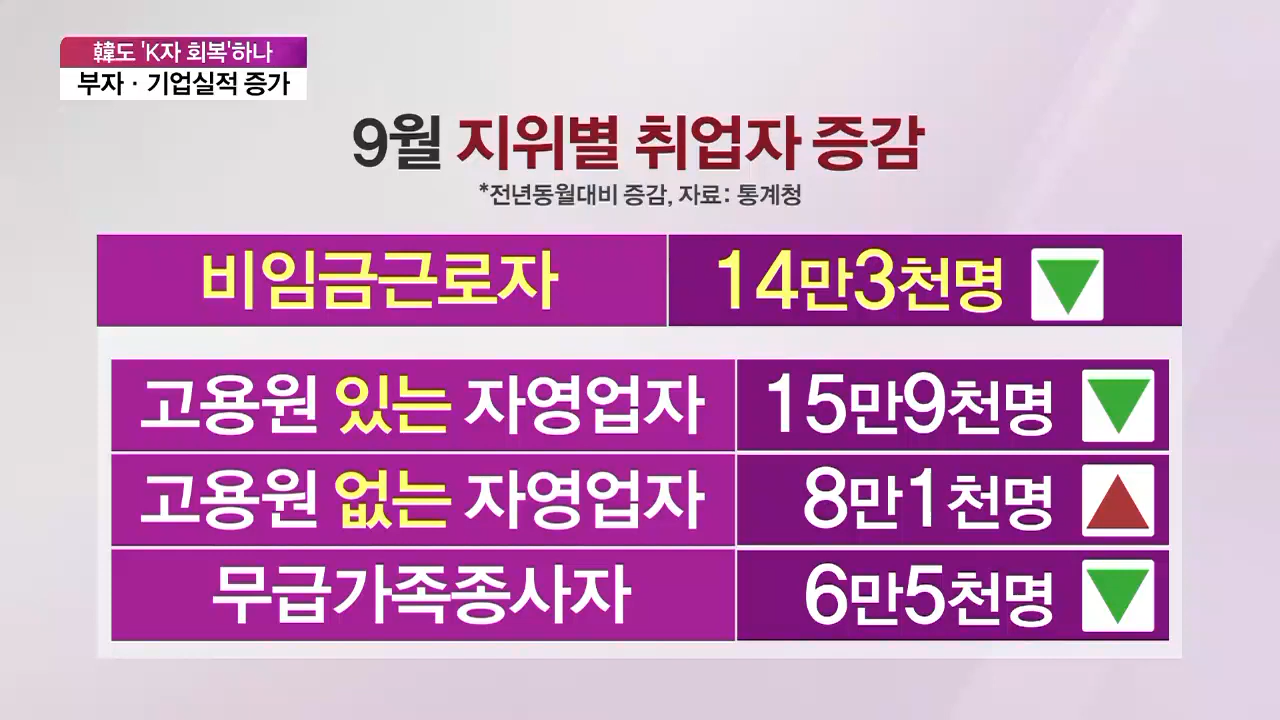 韓도 'K자 회복'하나
부자·기업실적 증가
9월 지위별 취업자 증감
*전년동월대비 증감, 자료: 통계청
비임금근로자 14만3천명 ▼
고용원 있는 자영업자 15만9천명 ▼
고용원 없는 자영업자 8만1천명 ▲
무급가족종사자 6만5천명 ▼